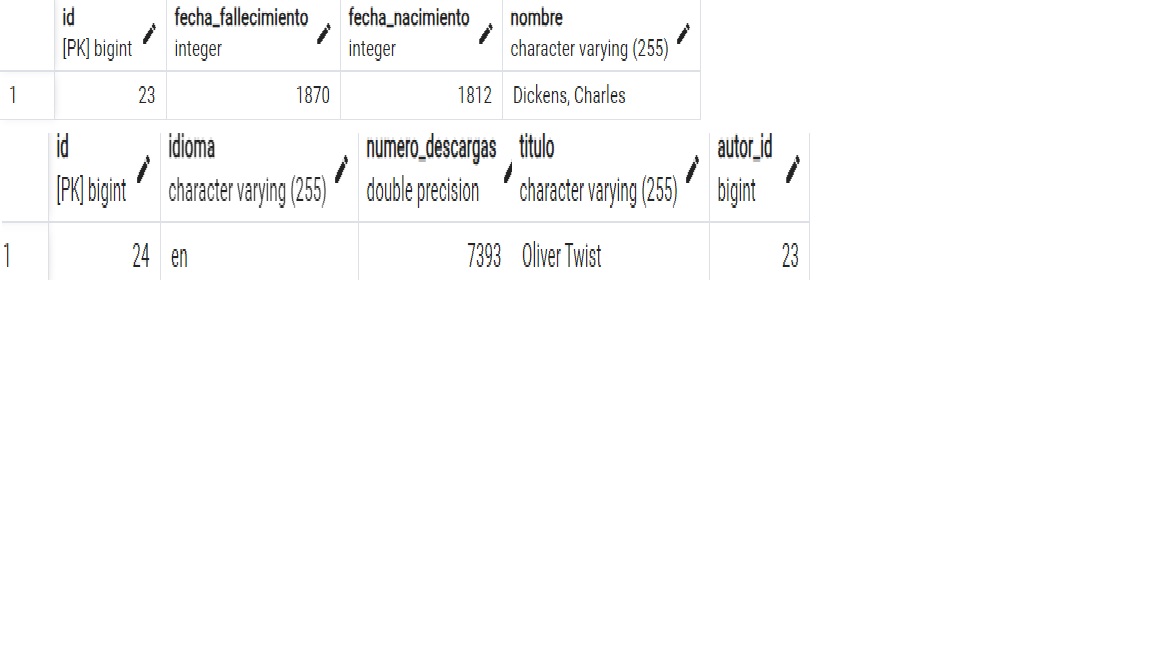 id fecha_fallecimiento fecha_nacimiento nombre
[PK] bigint integer integer character varying (255)
1 23 1870 1812 Dickens, Charles
id idioma numero_descargas titulo autor_id
[PK] bigint character varying (255) double precision character varying (255) bigint
1 24 en 7393 Oliver Twist 23